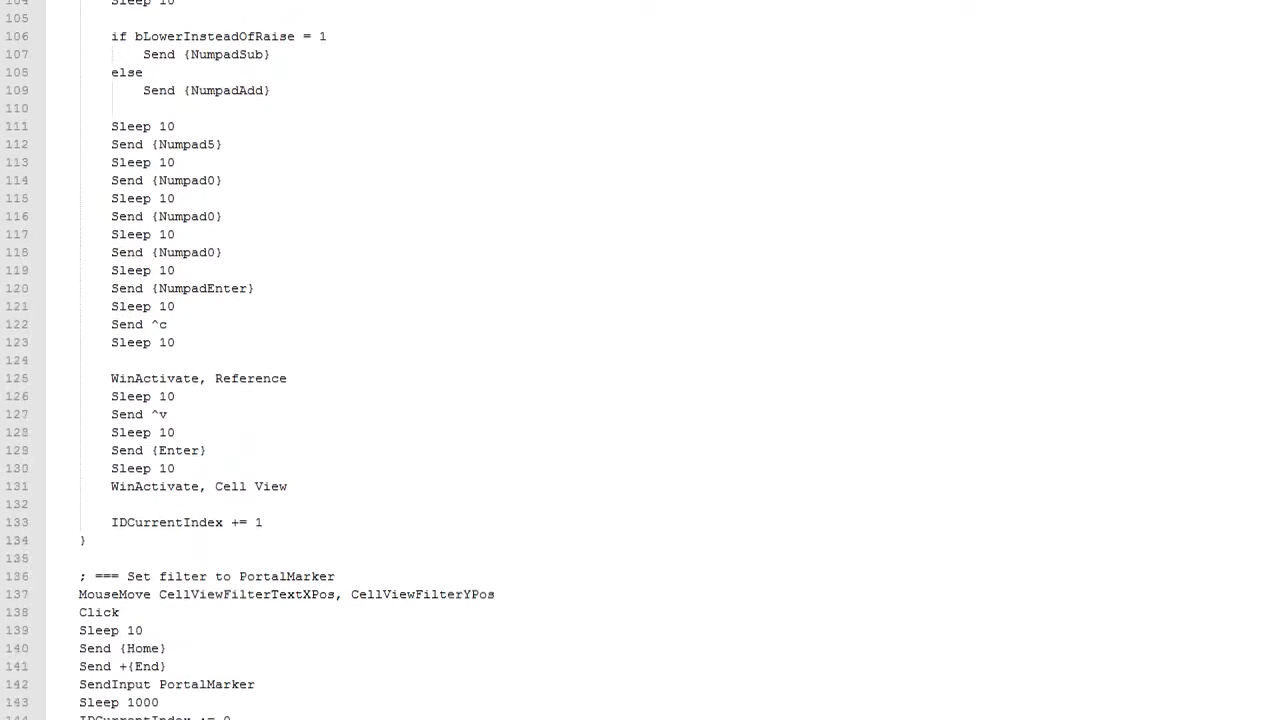 104 Sleep 10
105
106 if bLowerInsteadOfRaise = 1
107 Send {NumpadSub}
108 else
109 Send {NumpadAdd}
110
111 Sleep 10
112 Send {Numpad5}
113 Sleep 10
114 Send {Numpad0}
115 Sleep 10
116 Send {Numpad0}
117 Sleep 10
118 Send {Numpad0}
119 Sleep 10
120 Send {NumpadEnter}
121 Sleep 10
122 Send ^c
123 Sleep 10
124
125 WinActivate, Reference
126 Sleep 10
127 Send ^v
128 Sleep 10
129 Send {Enter}
130 Sleep 10
131 WinActivate, Cell View
132
133 IDCurrentIndex += 1
134 }
135
136 ; === Set filter to PortalMarker
137 MouseMove CellViewFilterTextXPos, CellViewFilterYPos
138 Click
139 Sleep 10
140 Send {Home}
141 Send +{End}
142 SendInput PortalMarker
143 Sleep 1000
144 IDCurrentIndex := 0